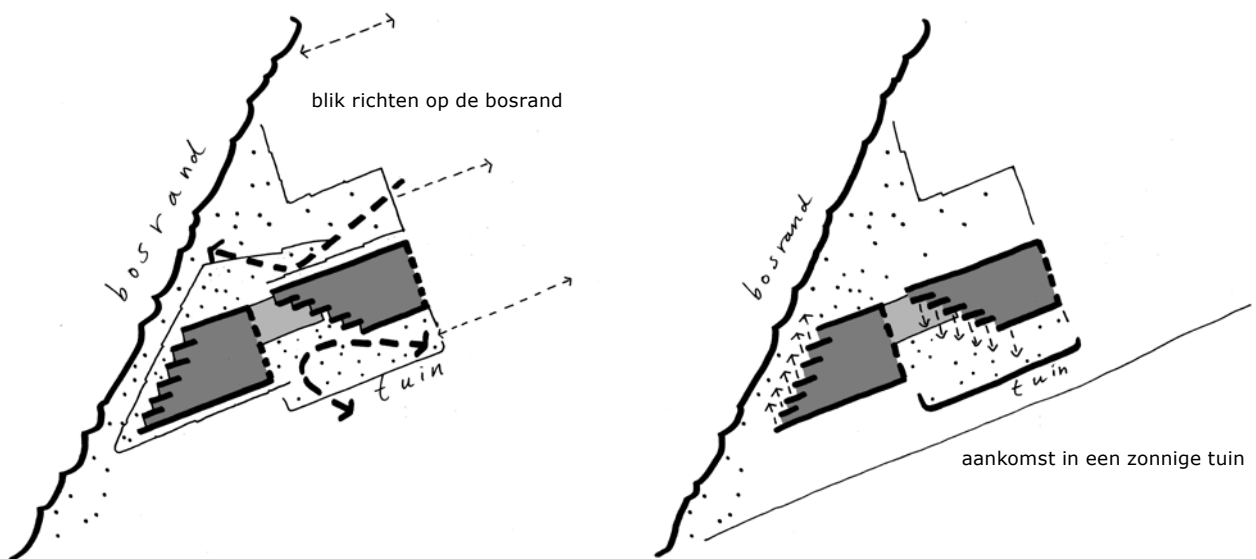 blik richten op de bosrand
bosrand
tuin
bosrand
tuin
aankomst in een zonnige tuin